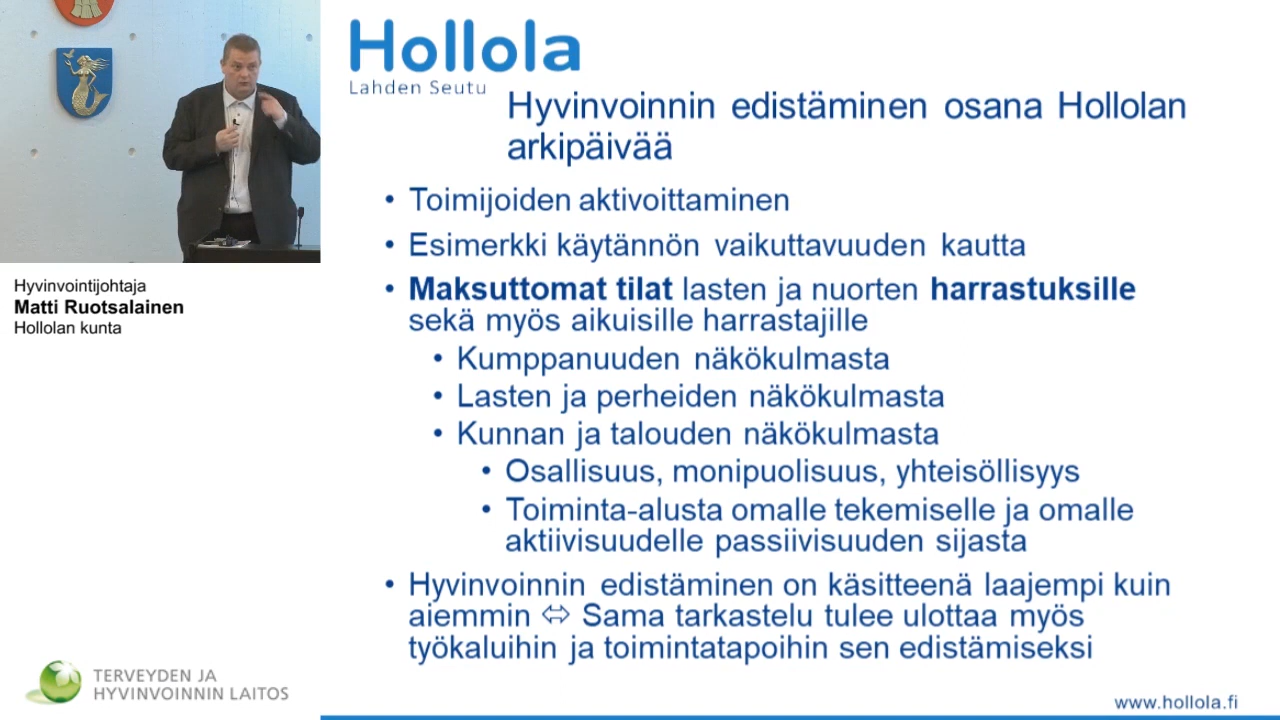 Hollola
Lahden Seutu
Hyvinvoinnin edistäminen osana Hollolan
arkipäivää
• Toimijoiden aktivoittaminen
• Esimerkki käytännön vaikuttavuuden kautta
• Maksuttomat tilat lasten ja nuorten harrastuksille
sekä myös aikuisille harrastajille
• Kumppanuuden näkökulmasta
• Lasten ja perheiden näkökulmasta
• Kunnan ja talouden näkökulmasta
• Osallisuus, monipuolisuus, yhteisöllisyys
• Toiminta-alusta omalle tekemiselle ja omalle
aktiivisuudelle passiivisuuden sijasta
• Hyvinvoinnin edistäminen on käsitteenä laajempi kuin
aiemmin ⇔ Sama tarkastelu tulee ulottaa myös
työkaluihin ja toimintatapoihin sen edistämiseksi
Hyvinvointijohtaja
Matti Ruotsalainen
Hollolan kunta
TERVEYDEN JA
HYVINVOINNIN LAITOS
www.hollola.fi